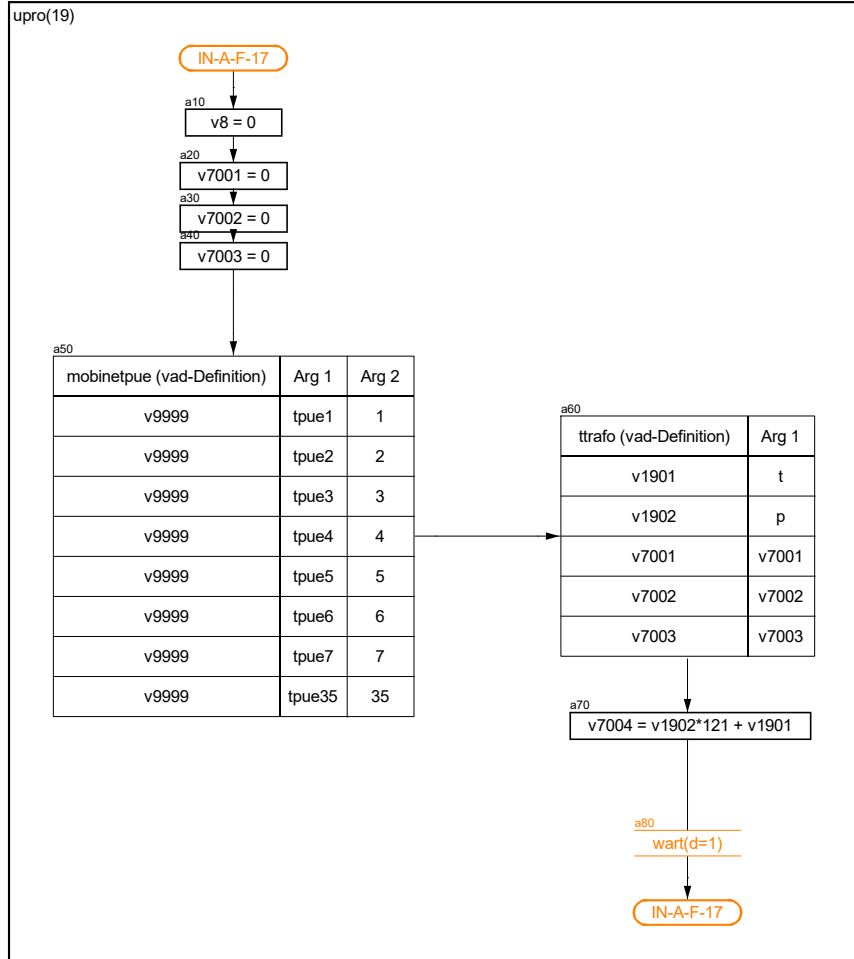 upro(19)
IN-A-F-17
a10
v8 = 0
a20
v7001 = 0
a30
v7002 = 0
a40
v7003 = 0
a50
mobinetpue (vad-Definition) Arg 1 Arg 2
v9999 tpue1 1
v9999 tpue2 2
v9999 tpue3 3
v9999 tpue4 4
v9999 tpue5 5
v9999 tpue6 6
v9999 tpue7 7
v9999 tpue35 35
a60
ttrafo (vad-Definition) Arg 1
v1901 t
v1902 p
v7001 v7001
v7002 v7002
v7003 v7003
a70
v7004 = v1902*121 + v1901
a80
wart(d=1)
IN-A-F-17